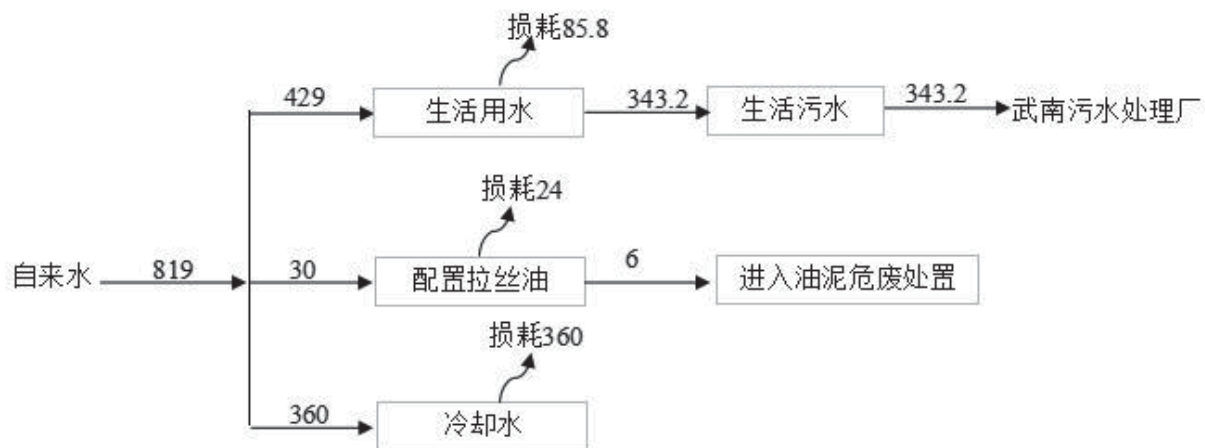 损耗85.8
429
生活用水
343.2
生活污水
343.2
武南污水处理厂
损耗24
自来水
819
30
配置拉丝油
6
进入油泥危废处置
损耗360
360
冷却水